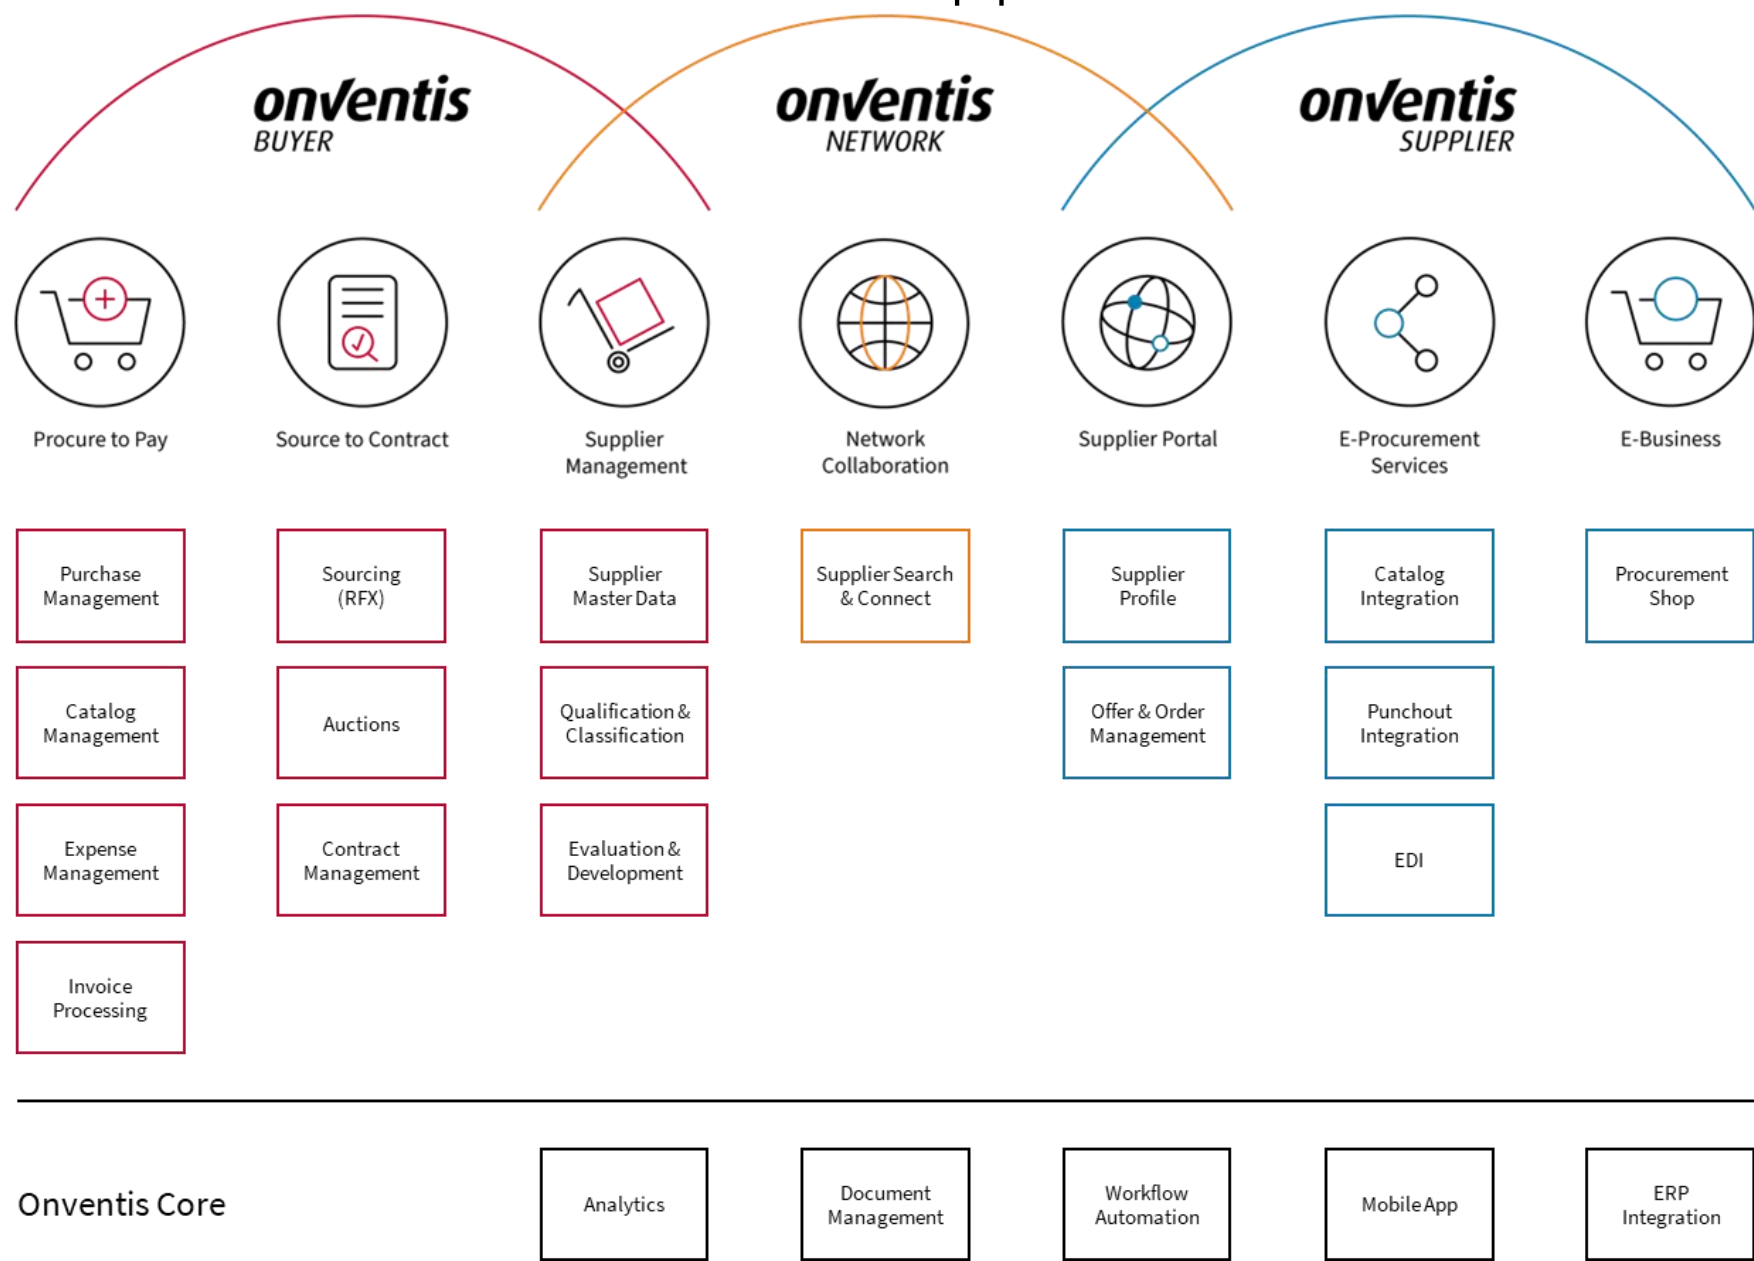 onventis
BUYER
onventis
NETWORK
onventis
SUPPLIER
Procure to Pay
Source to Contract
Supplier
Management
Network
Collaboration
Supplier Portal
E-Procurement
Services
E-Business
Purchase
Management
Sourcing
(RFX)
Supplier
Master Data
Supplier Search
& Connect
Supplier
Profile
Catalog
Integration
Procurement
Shop
Catalog
Management
Auctions
Qualification &
Classification
Offer & Order
Management
Punchout
Integration
Expense
Management
Contract
Management
Evaluation &
Development
EDI
Invoice
Processing
Onventis Core
Analytics
Document
Management
Workflow
Automation
Mobile App
ERP
Integration